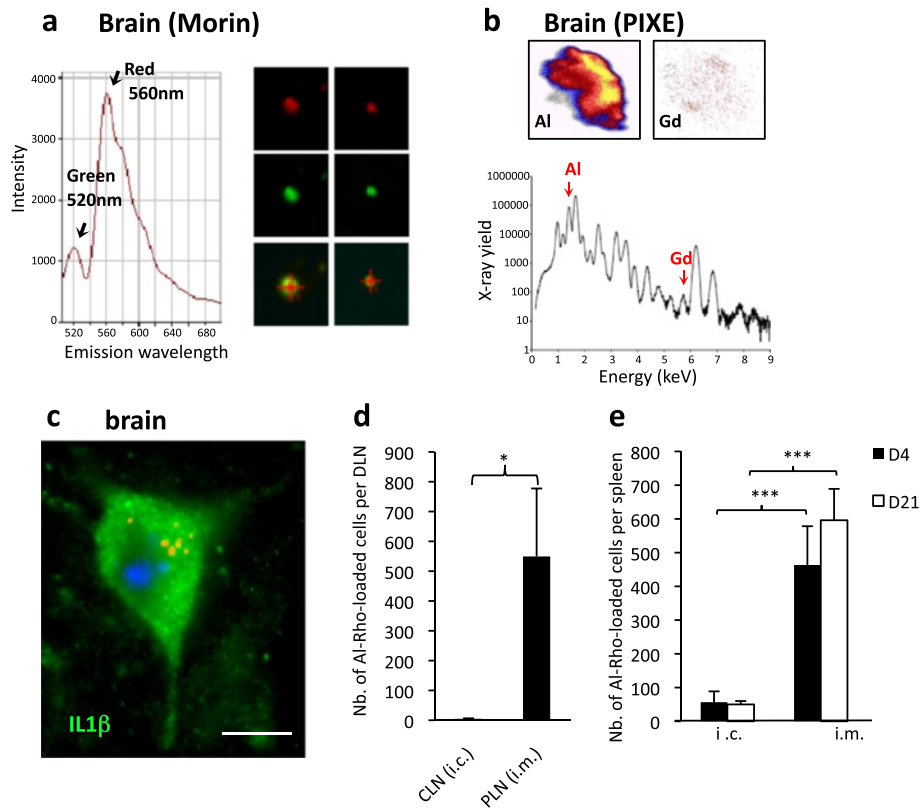 a Brain (Morin)
4000
3000
2000
1000
0
Intensity
Red
560nm
Green
520nm
520 560 600 640 680
Emission wavelength
b Brain (PIXE)
Al
Gd
1000000
100000
10000
1000
100
10
1
X-ray yield
Al
Gd
0 1 2 3 4 5 6 7 8 9
Energy (keV)
c brain
IL1β
d
900
800
700
600
500
400
300
200
100
0
Nb. of Al-Rho-loaded cells per DLN
*
CLN (i.c.)
PLN (i.m.)
e
800
700
600
500
400
300
200
100
0
Nb. of Al-Rho-loaded cells per spleen
***
***
D4
D21
i .c. i.m.